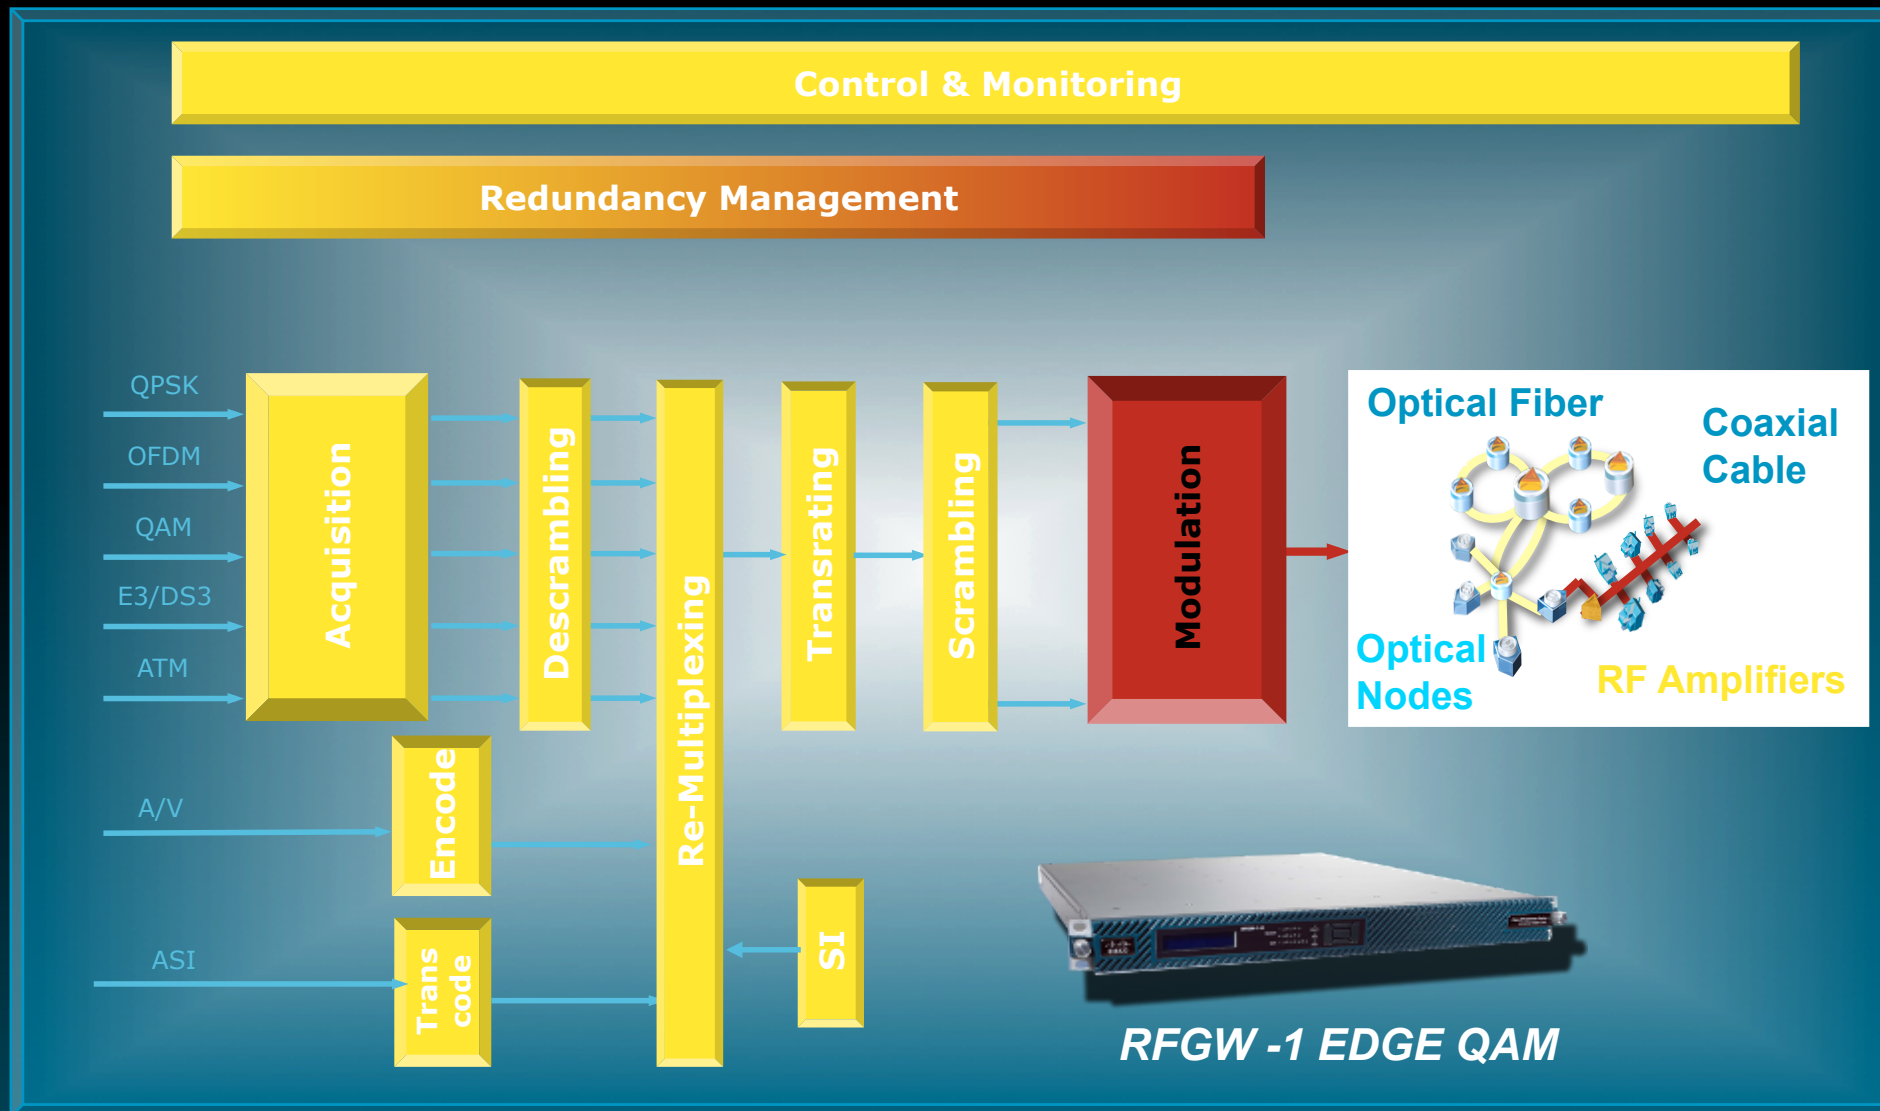 Control & Monitoring
Redundancy Management
QPSK
OFDM
QAM
E3/DS3
ATM
A/V
ASI
Acquisition
Descrambling
Encode
Trans
code
Re-Multiplexing
Transrating
Scrambling
SI
Modulation
Optical Fiber
Coaxial
Cable
Optical
Nodes
RF Amplifiers
RFGW -1 EDGE QAM